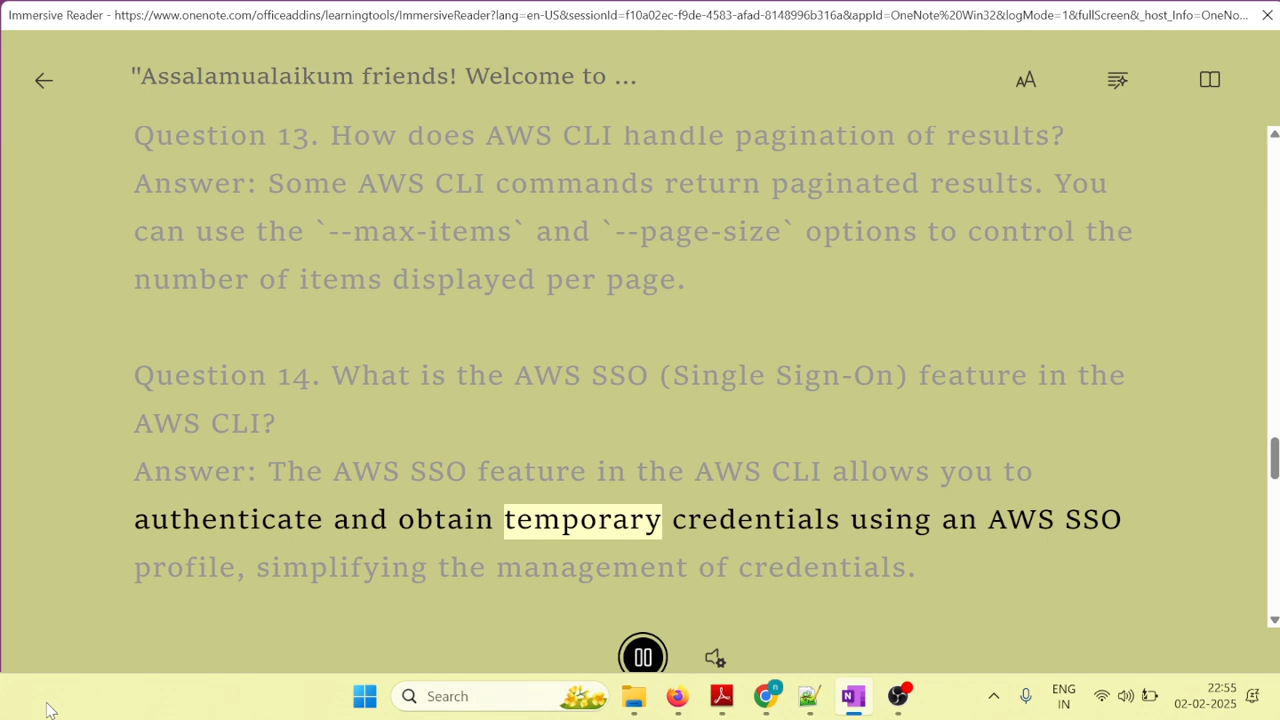 Immersive Reader - https://www.onenote.com/officeaddins/learningtools/ImmersiveReader?lang=en-US&sessionId=f10a02ec-f9de-4583-afad-8148996b316a&appId=OneNote%20Win32&logMode=1&fullScreen&_host_Info=OneNo...
"Assalamualaikum friends! Welcome to ...
Question 13. How does AWS CLI handle pagination of results?
Answer: Some AWS CLI commands return paginated results. You
can use the `--max-items` and `--page-size` options to control the
number of items displayed per page.
Question 14. What is the AWS SSO (Single Sign-On) feature in the
AWS CLI?
Answer: The AWS SSO feature in the AWS CLI allows you to
authenticate and obtain temporary credentials using an AWS SSO
profile, simplifying the management of credentials.
Search
ENG
IN
22:55
02-02-2025